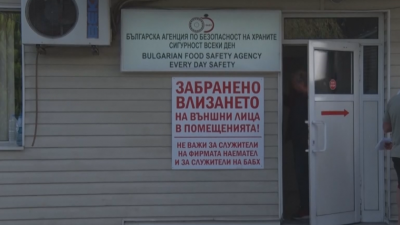 БЪЛГАРСКА АГЕНЦИЯ ПО БЕЗОПАСНОСТ НА ХРАНИТЕ
СИГУРНОСТ ВСЕКИ ДЕН
BULGARIAN FOOD SAFETY AGENCY
EVERY DAY SAFETY
ЗАБРАНЕНО
ВЛИЗАНЕТО
НА ВЪНШНИ ЛИЦА
В ПОМЕЩЕНИЯТА!
НЕ ВАЖИ ЗА СЛУЖИТЕЛИ
НА ФИРМАТА НАЕМАТЕЛ
И ЗА СЛУЖИТЕЛИ НА БАБХ